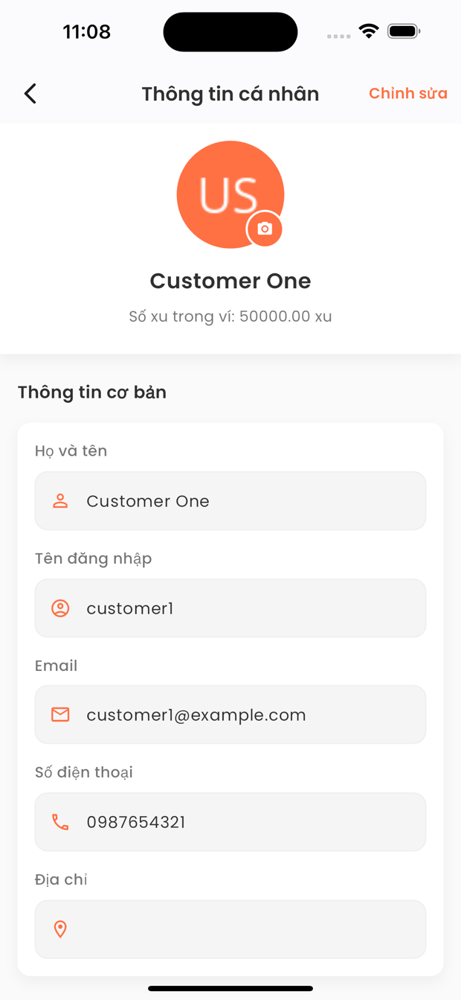 11:08
Thông tin cá nhân
Chỉnh sửa
US
Customer One
Số xu trong ví: 50000.00 xu
Thông tin cơ bản
Họ và tên
Customer One
Tên đăng nhập
customer1
Email
customer1@example.com
Số điện thoại
0987654321
Địa chỉ